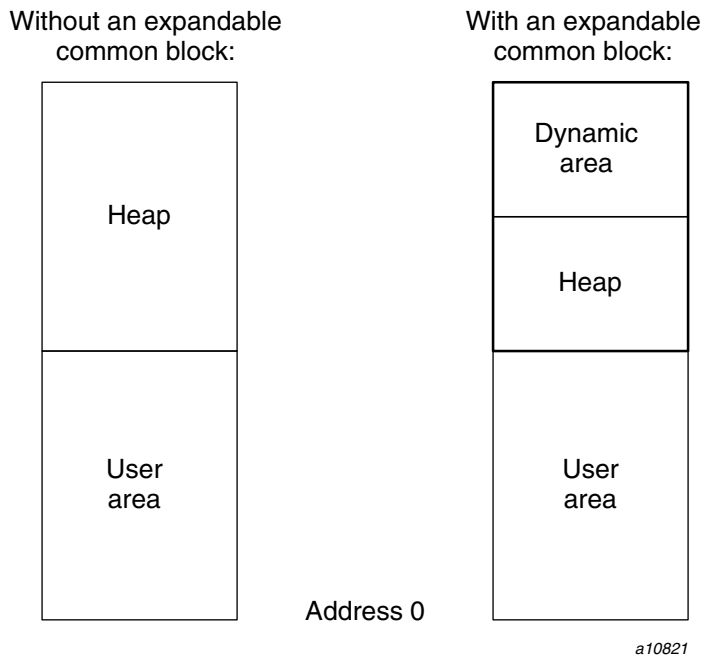 Without an expandable
common block:
With an expandable
common block:
Heap
Dynamic
area
Heap
User
area
User
area
Address 0
a10821